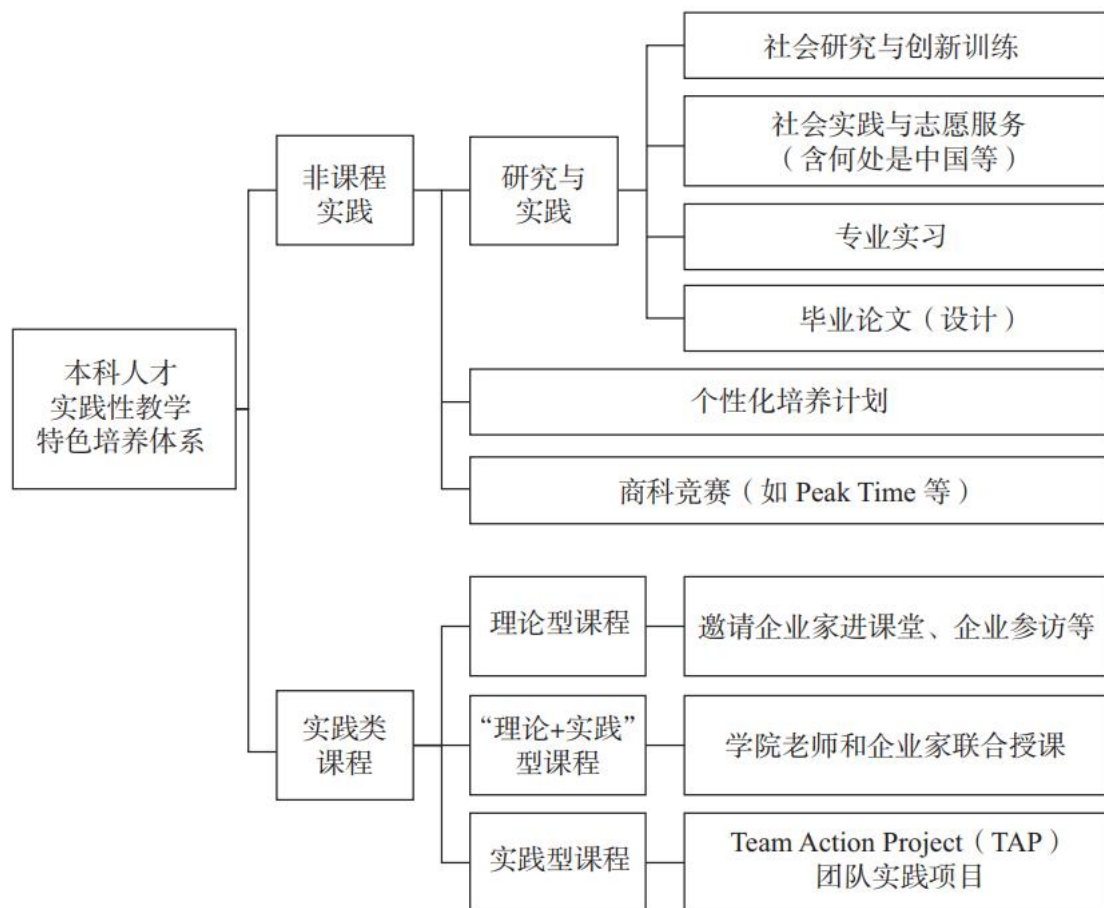 社会研究与创新训练
社会实践与志愿服务
（含何处是中国等）
非课程
实践
研究与
实践
专业实习
毕业论文（设计）
本科人才
实践性教学
特色培养体系
个性化培养计划
商科竞赛（如 Peak Time 等）
理论型课程
邀请企业家进课堂、企业参访等
实践类
课程
“理论+实践”
型课程
学院老师和企业家联合授课
实践型课程
Team Action Project（TAP）
团队实践项目